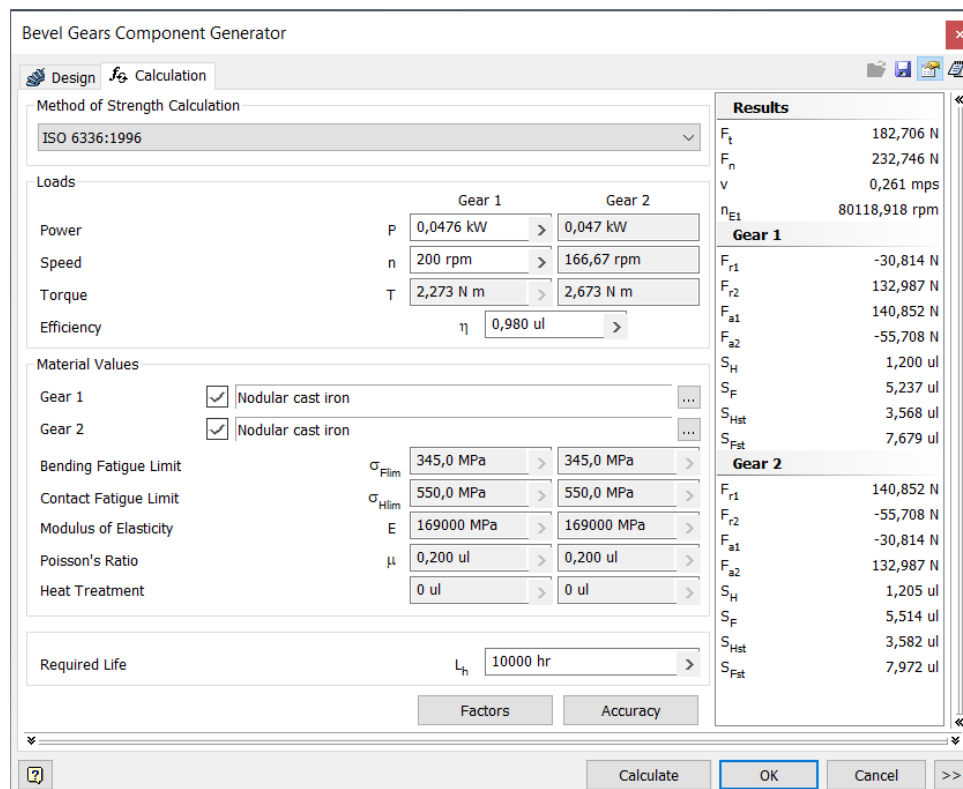 Bevel Gears Component Generator
Design
Calculation
Method of Strength Calculation
ISO 6336:1996
Loads
Gear 1 Gear 2
Power P 0,0476 kW 0,047 kW
Speed n 200 rpm 166,67 rpm
Torque T 2,273 N m 2,673 N m
Efficiency η 0,980 ul
Material Values
Gear 1 Nodular cast iron ...
Gear 2 Nodular cast iron ...
Bending Fatigue Limit σFlim 345,0 MPa 345,0 MPa
Contact Fatigue Limit σHlim 550,0 MPa 550,0 MPa
Modulus of Elasticity E 169000 MPa 169000 MPa
Poisson's Ratio μ 0,200 ul 0,200 ul
Heat Treatment 0 ul 0 ul
Required Life Lh 10000 hr
Factors Accuracy
Results
Ft 182,706 N
Fn 232,746 N
v 0,261 mps
nE1 80118,918 rpm
Gear 1
Fr1 -30,814 N
Fr2 132,987 N
Fa1 140,852 N
Fa2 -55,708 N
SH 1,200 ul
SF 5,237 ul
SHst 3,568 ul
SFst 7,679 ul
Gear 2
Fr1 140,852 N
Fr2 -55,708 N
Fa1 -30,814 N
Fa2 132,987 N
SH 1,205 ul
SF 5,514 ul
SHst 3,582 ul
SFst 7,972 ul
Calculate OK Cancel >>